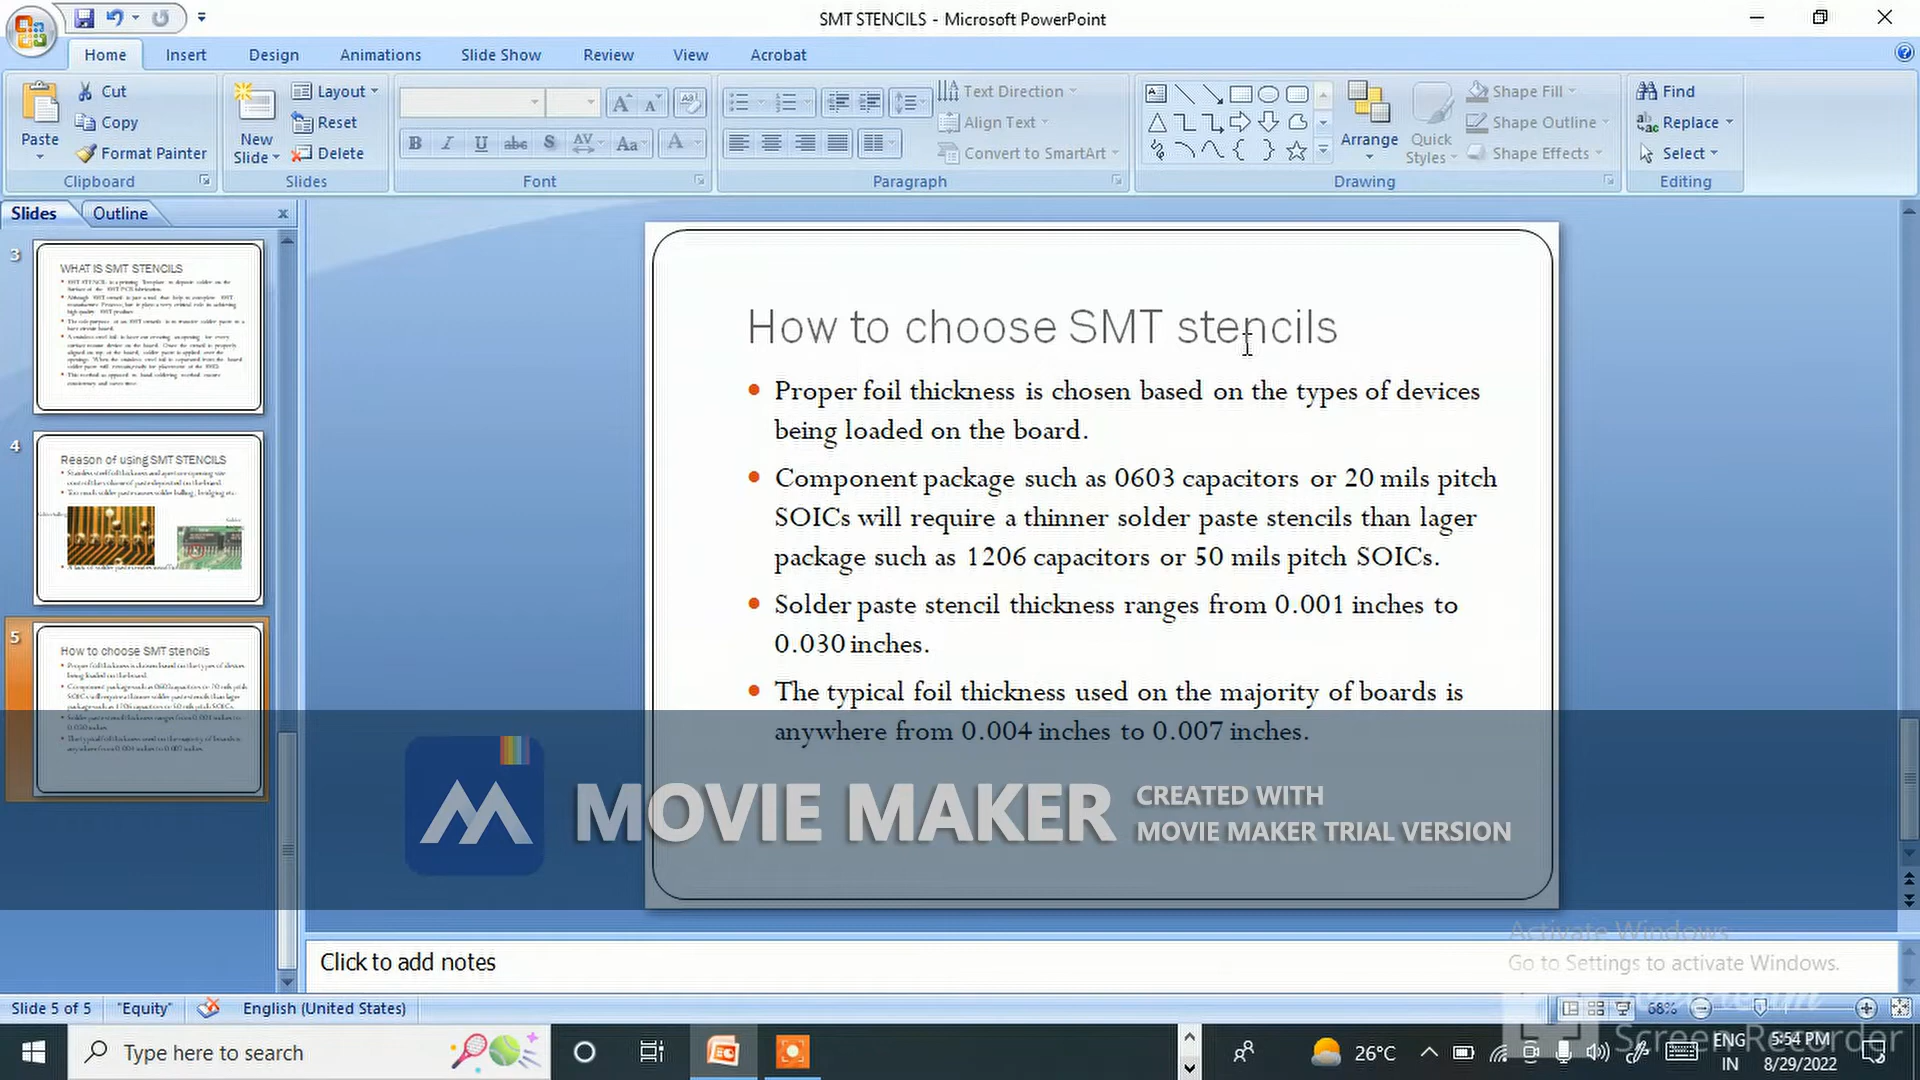 SMT STENCILS - Microsoft PowerPoint
Home Insert Design Animations Slide Show Review View Acrobat
Paste
Cut
Copy
Format Painter
Clipboard
New
Slide
Layout
Reset
Delete
Slides
B I U abc S AV Aa A
Font
Text Direction
Align Text
Convert to SmartArt
Paragraph
Arrange
Quick
Styles
Shape Fill
Shape Outline
Shape Effects
Drawing
Find
Replace
Select
Editing
Slides Outline
3
WHAT IS SMT STENCILS
4
Reason of using SMT STENCILS
5
How to choose SMT stencils
How to choose SMT stencils
Proper foil thickness is chosen based on the types of devices
being loaded on the board.
Component package such as 0603 capacitors or 20 mils pitch
SOICs will require a thinner solder paste stencils than lager
package such as 1206 capacitors or 50 mils pitch SOICs.
Solder paste stencil thickness ranges from 0.001 inches to
0.030 inches.
The typical foil thickness used on the majority of boards is
anywhere from 0.004 inches to 0.007 inches.
MOVIE MAKER
CREATED WITH
MOVIE MAKER TRIAL VERSION
Activate Windows
Go to Settings to activate Windows.
Click to add notes
Slide 5 of 5 "Equity" English (United States) 68%
Screen Recorder
Type here to search
26°C
ENG
IN
5:54 PM
8/29/2022